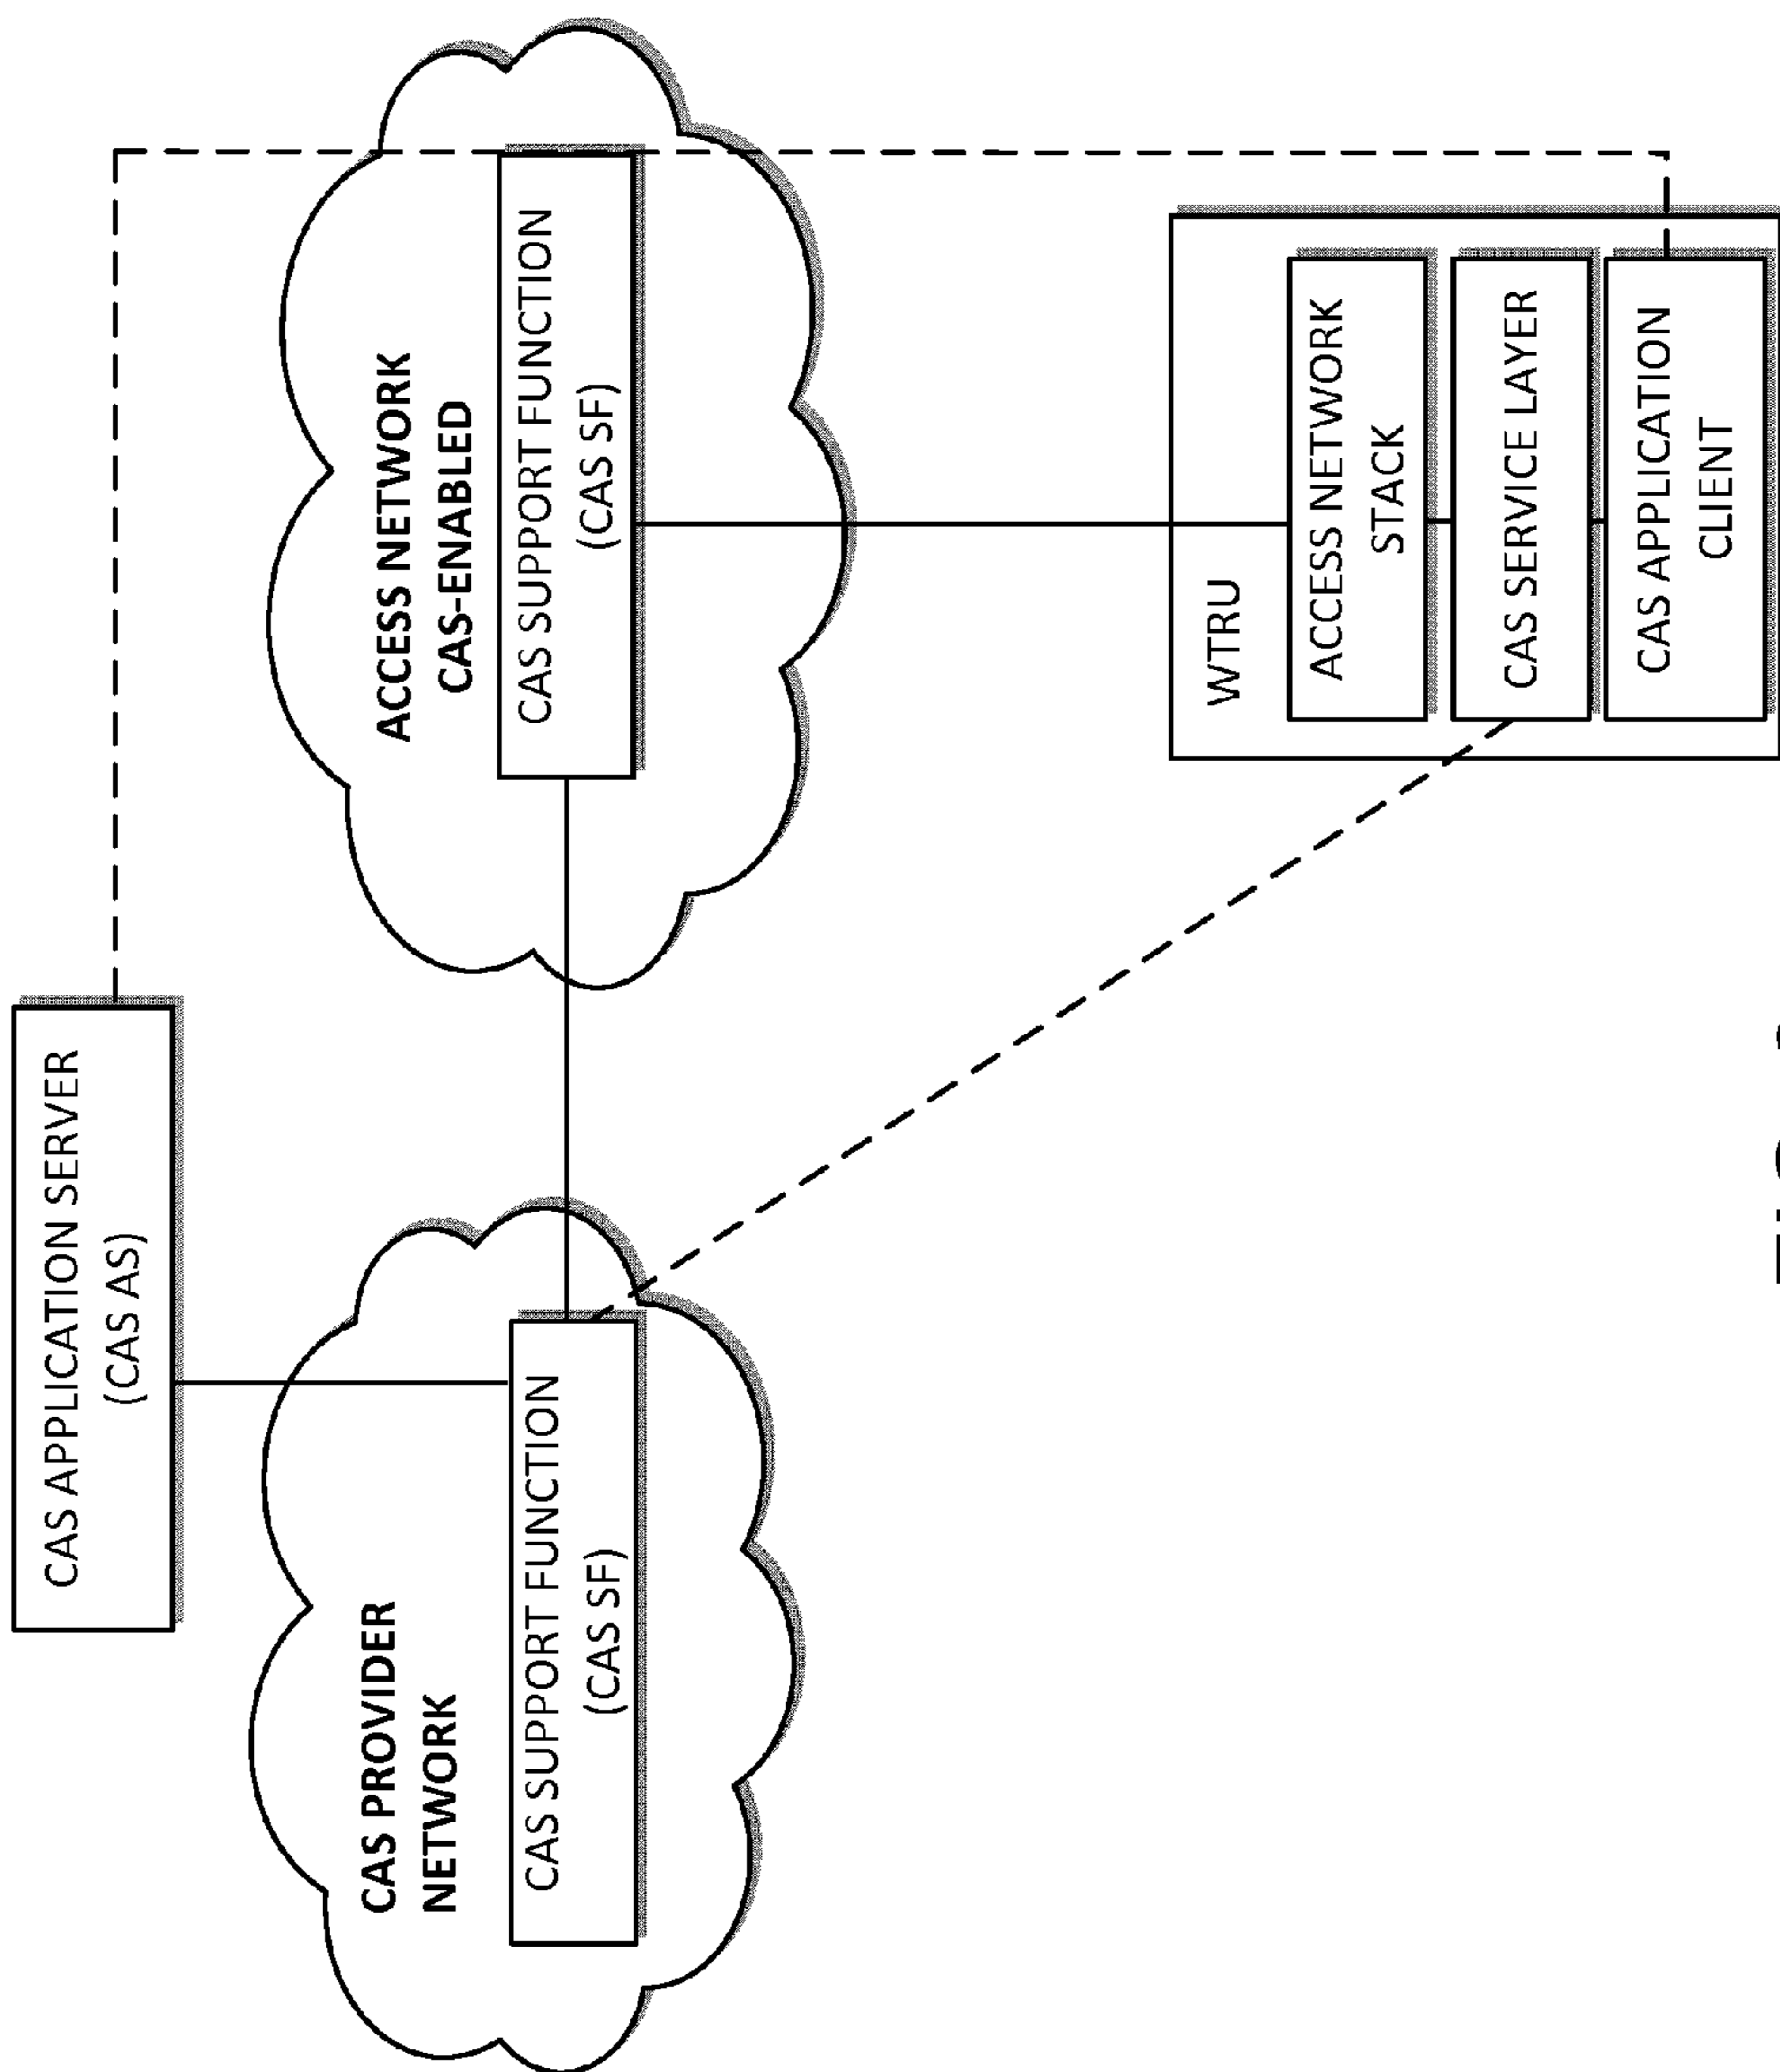 CAS APPLICATION SERVER
(CAS AS)
CAS PROVIDER
NETWORK
CAS SUPPORT FUNCTION
(CAS SF)
ACCESS NETWORK
CAS-ENABLED
CAS SUPPORT FUNCTION
(CAS SF)
WTRU
ACCESS NETWORK
STACK
CAS SERVICE LAYER
CAS APPLICATION
CLIENT